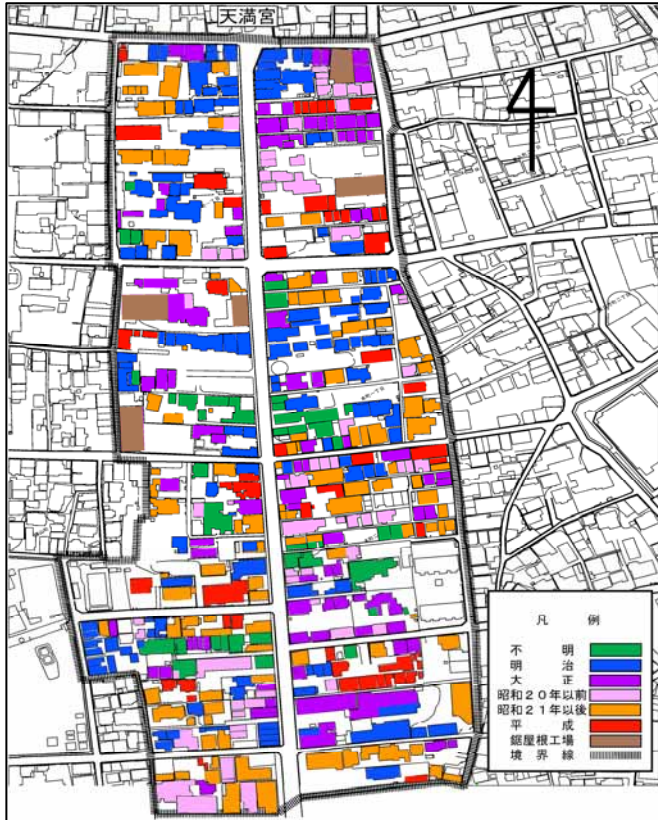 天満宮
凡 例
不 明
明 治
大 正
昭和20年以前
昭和21年以後
平 成
鋸屋根工場
境 界 線